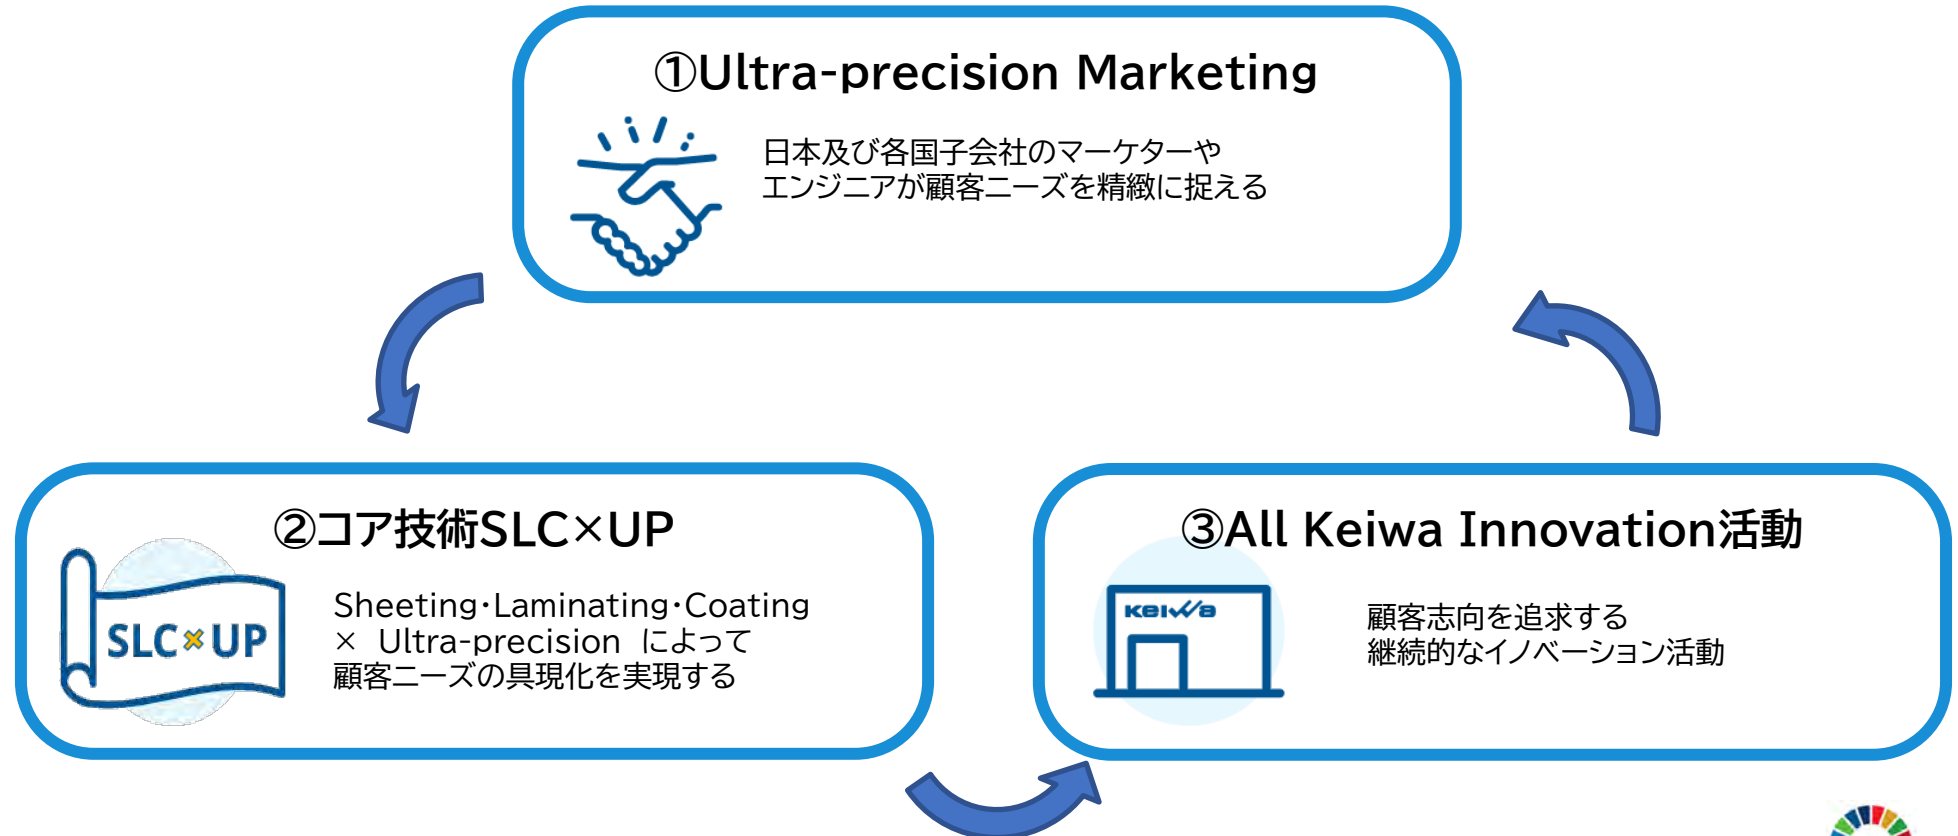 ①Ultra-precision Marketing
日本及び各国子会社のマーケターや
エンジニアが顧客ニーズを精緻に捉える
②コア技術SLC×UP
SLC×UP
Sheeting・Laminating・Coating
× Ultra-precision によって
顧客ニーズの具現化を実現する
③All Keiwa Innovation活動
Keiwa
顧客志向を追求する
継続的なイノベーション活動